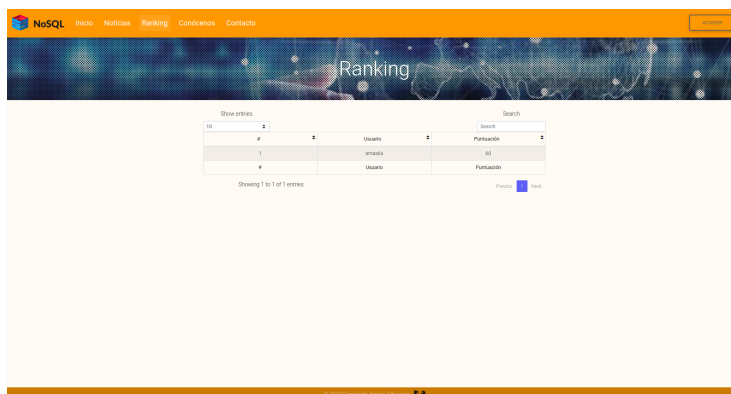 NoSQL Inicio Noticias Ranking Conócenos Contacto ACCEDER
Ranking
Show entries Search
10 Search
# Usuario Puntuación
1 60
# Usuario Puntuación
Showing 1 to 1 of 1 entries Previous 1 Next